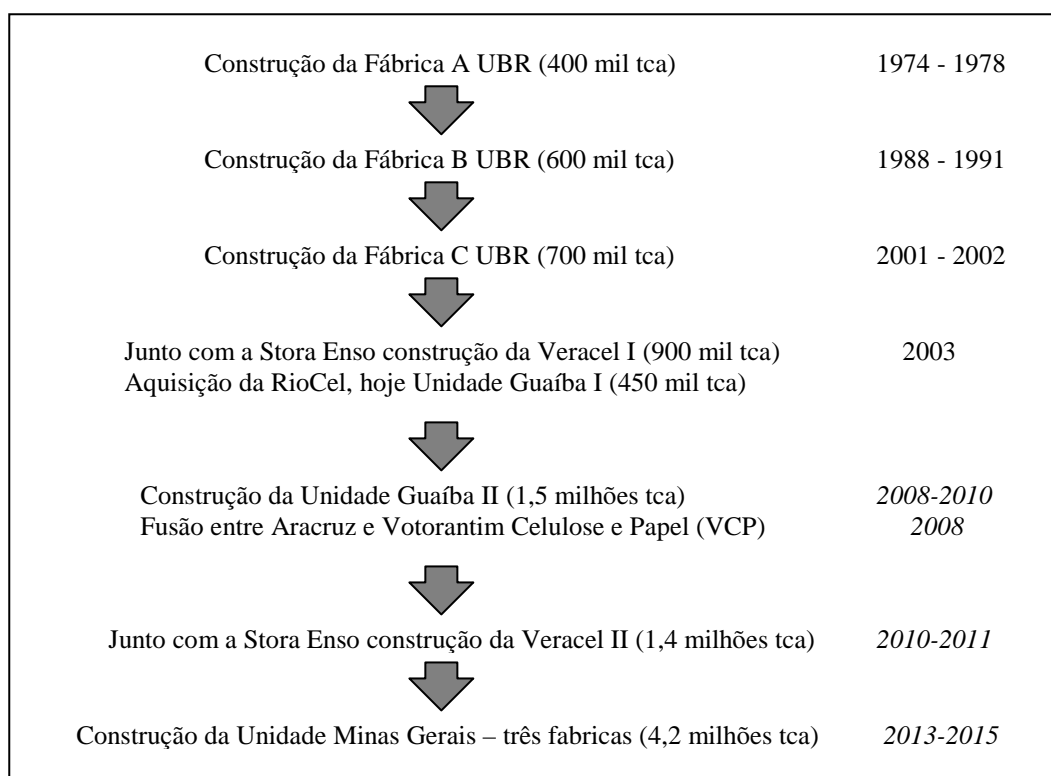 Construção da Fábrica A UBR (400 mil tca) 1974 - 1978
Construção da Fábrica B UBR (600 mil tca) 1988 - 1991
Construção da Fábrica C UBR (700 mil tca) 2001 - 2002
Junto com a Stora Enso construção da Veracel I (900 mil tca) 2003
Aquisição da RioCel, hoje Unidade Guaíba I (450 mil tca)
Construção da Unidade Guaíba II (1,5 milhões tca) 2008-2010
Fusão entre Aracruz e Votorantim Celulose e Papel (VCP) 2008
Junto com a Stora Enso construção da Veracel II (1,4 milhões tca) 2010-2011
Construção da Unidade Minas Gerais – três fabricas (4,2 milhões tca) 2013-2015